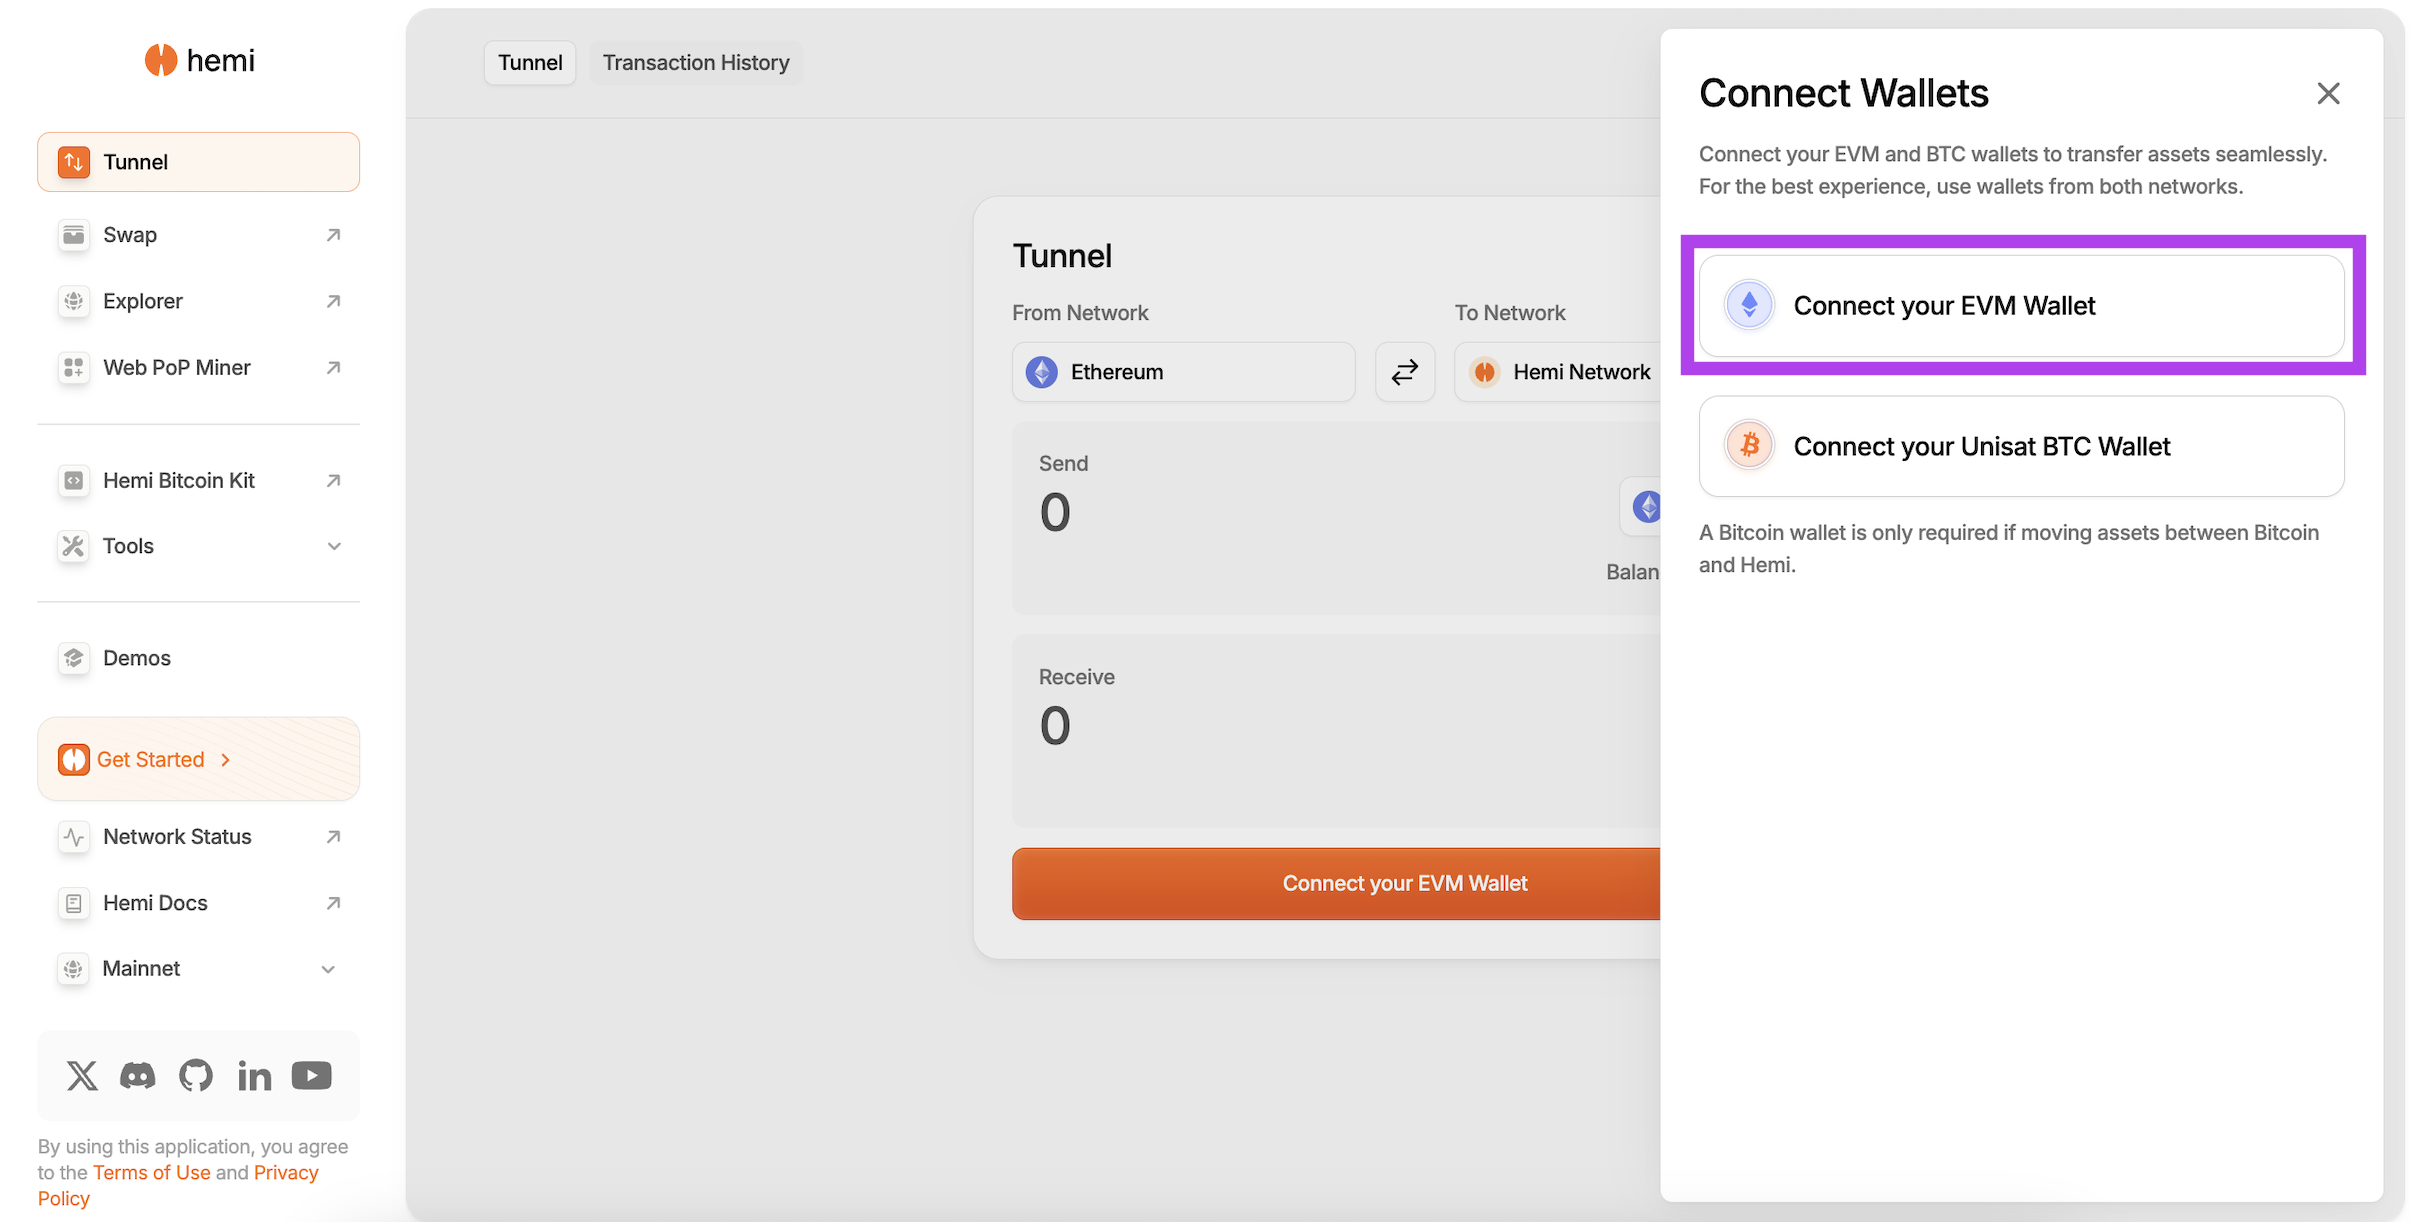 hemi
Tunnel
Swap
Explorer
Web PoP Miner
Hemi Bitcoin Kit
Tools
Demos
Get Started
Network Status
Hemi Docs
Mainnet
By using this application, you agree
to the Terms of Use and Privacy
Policy
Tunnel Transaction History
Tunnel
From Network To Network
Ethereum Hemi Network
Send
0
Balan
Receive
0
Connect your EVM Wallet
Connect Wallets
Connect your EVM and BTC wallets to transfer assets seamlessly.
For the best experience, use wallets from both networks.
Connect your EVM Wallet
Connect your Unisat BTC Wallet
A Bitcoin wallet is only required if moving assets between Bitcoin
and Hemi.